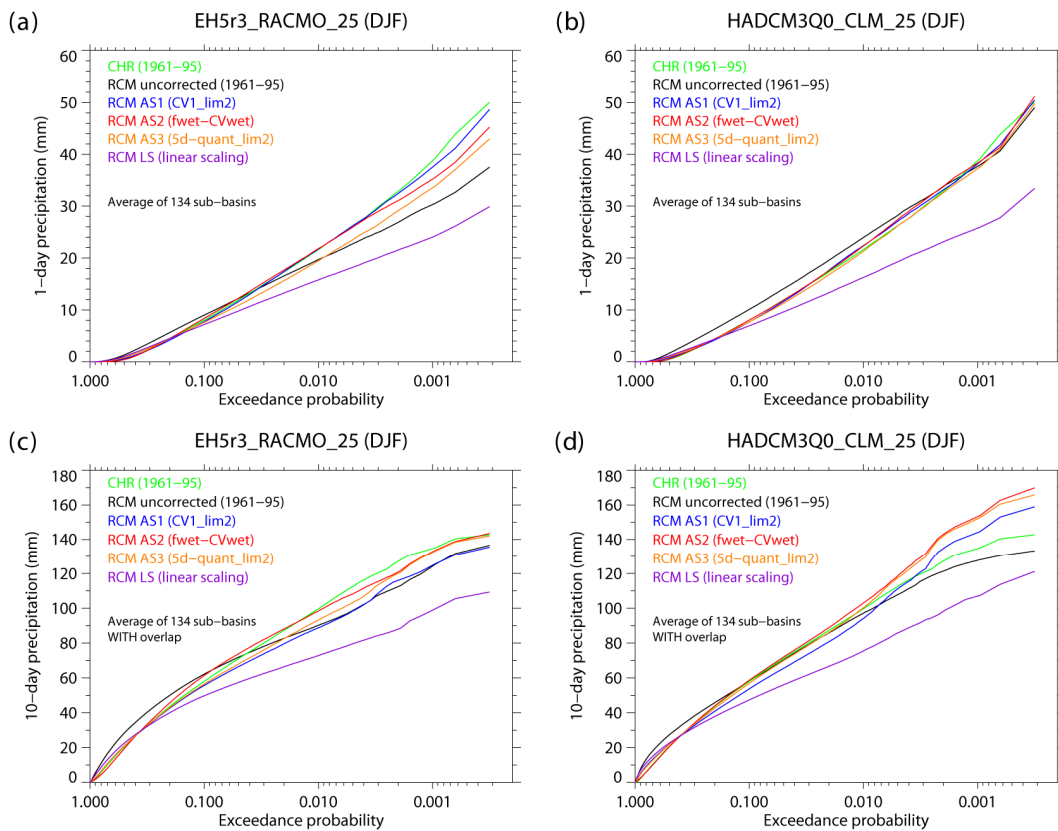 (a)
EH5r3_RACMO_25 (DJF)
60
50
40
30
20
10
0
1-day precipitation (mm)
CHR (1961-95)
RCM uncorrected (1961-95)
RCM AS1 (CV1_lim2)
RCM AS2 (fwet-CVwet)
RCM AS3 (5d-quant_lim2)
RCM LS (linear scaling)
Average of 134 sub-basins
1.000 0.100 0.010 0.001
Exceedance probability
(b)
HADCM3Q0_CLM_25 (DJF)
60
50
40
30
20
10
0
1-day precipitation (mm)
CHR (1961-95)
RCM uncorrected (1961-95)
RCM AS1 (CV1_lim2)
RCM AS2 (fwet-CVwet)
RCM AS3 (5d-quant_lim2)
RCM LS (linear scaling)
Average of 134 sub-basins
1.000 0.100 0.010 0.001
Exceedance probability
(c)
EH5r3_RACMO_25 (DJF)
180
160
140
120
100
80
60
40
20
0
10-day precipitation (mm)
CHR (1961-95)
RCM uncorrected (1961-95)
RCM AS1 (CV1_lim2)
RCM AS2 (fwet-CVwet)
RCM AS3 (5d-quant_lim2)
RCM LS (linear scaling)
Average of 134 sub-basins
WITH overlap
1.000 0.100 0.010 0.001
Exceedance probability
(d)
HADCM3Q0_CLM_25 (DJF)
180
160
140
120
100
80
60
40
20
0
10-day precipitation (mm)
CHR (1961-95)
RCM uncorrected (1961-95)
RCM AS1 (CV1_lim2)
RCM AS2 (fwet-CVwet)
RCM AS3 (5d-quant_lim2)
RCM LS (linear scaling)
Average of 134 sub-basins
WITH overlap
1.000 0.100 0.010 0.001
Exceedance probability